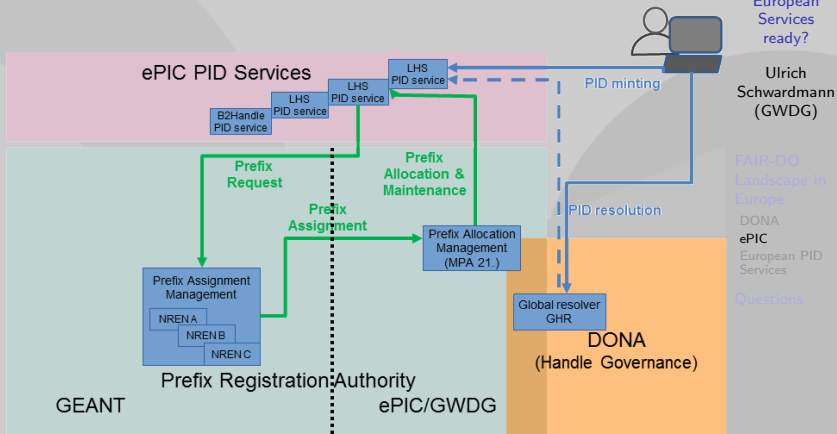 European
Services
ready?
Ulrich
Schwardmann
(GWDG)
FAIR-DO
Landscape in
Europe
DONA
ePIC
European PID
Services
Questions
ePIC PID Services
LHS
PID service
LHS
PID service
LHS
PID service
B2Handle
PID service
PID minting
Prefix
Request
Prefix
Allocation &
Maintenance
Prefix
Assignment
PID resolution
Prefix Allocation
Management
(MPA 21.)
Prefix Assignment
Management
NREN A
NREN B
NREN C
Global resolver
GHR
DONA
(Handle Governance)
Prefix Registration Authority
GEANT
ePIC/GWDG